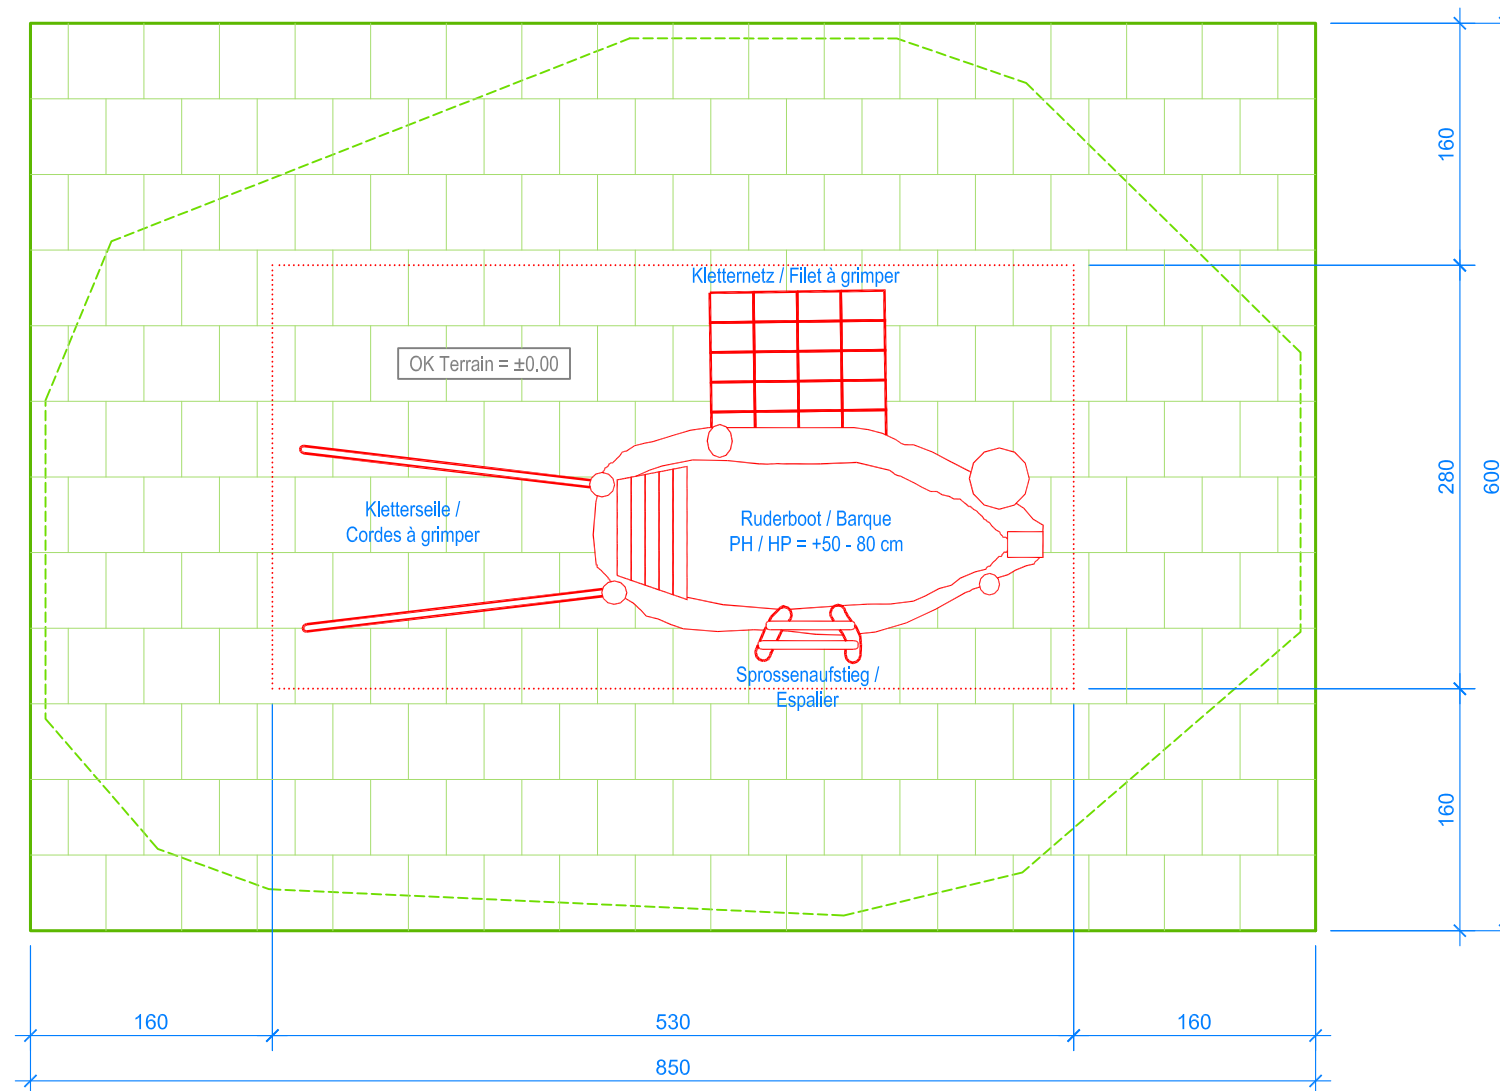 160
Kletternetz / Filet à grimper
OK Terrain = ±0.00
280
600
Kletterseile /
Cordes à grimper
Ruderboot / Barque
PH / HP = +50 - 80 cm
Sprossenaufstieg /
Espalier
160
160
530
160
850